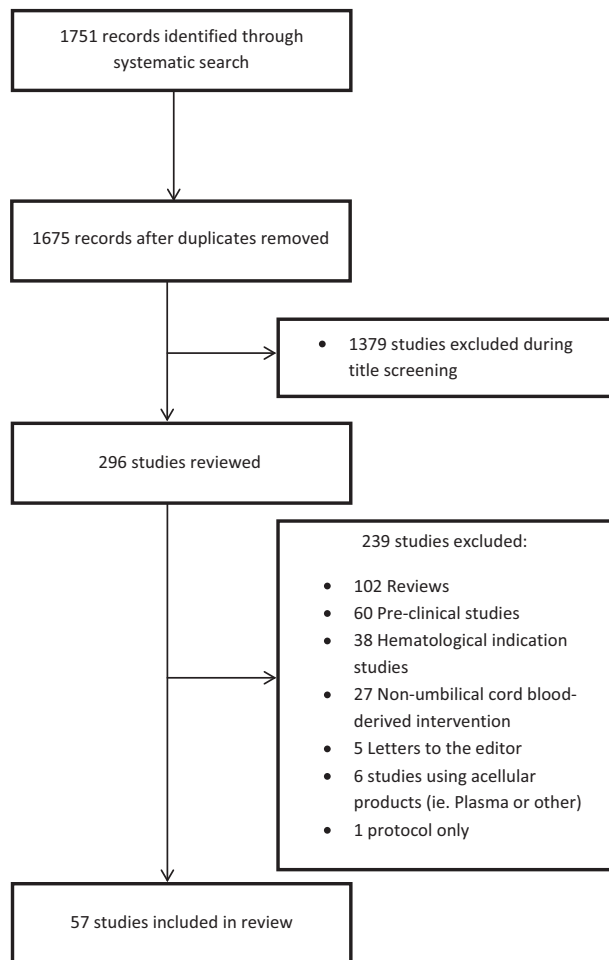 1751 records identified through
systematic search
1675 records after duplicates removed
• 1379 studies excluded during
title screening
296 studies reviewed
239 studies excluded:
• 102 Reviews
• 60 Pre-clinical studies
• 38 Hematological indication
studies
• 27 Non-umbilical cord blood-
derived intervention
• 5 Letters to the editor
• 6 studies using acellular
products (ie. Plasma or other)
• 1 protocol only
57 studies included in review